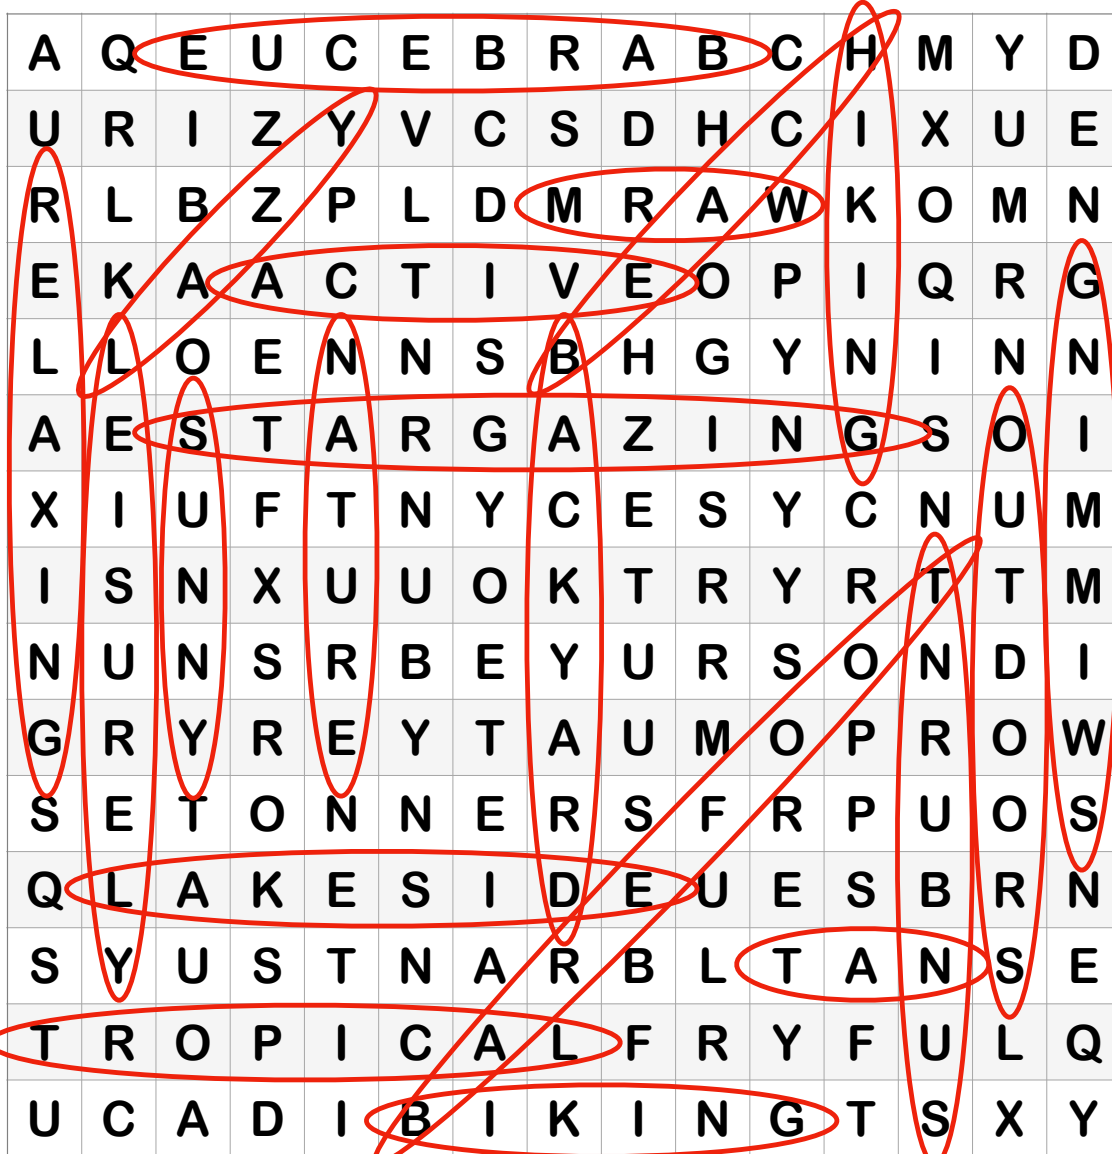 A Q E U C E B R A B C H M Y D
U R I Z Y V C S D H C I X U E
R L B Z P L D M R A W K O M N
E K A A C T I V E O P I Q R G
L L O E N N S B H G Y N I N N
A E S T A R G A Z I N G S O I
X I U F T N Y C E S Y C N U M
I S N X U U O K T R Y R T T M
N U N S R B E Y U R S O N D I
G R Y R E Y T A U M O P R O W
S E T O N N E R S F R P U O S
Q L A K E S I D E U E S B R N
S Y U S T N A R B L T A N S E
T R O P I C A L F R Y F U L Q
U C A D I B I K I N G T S X Y